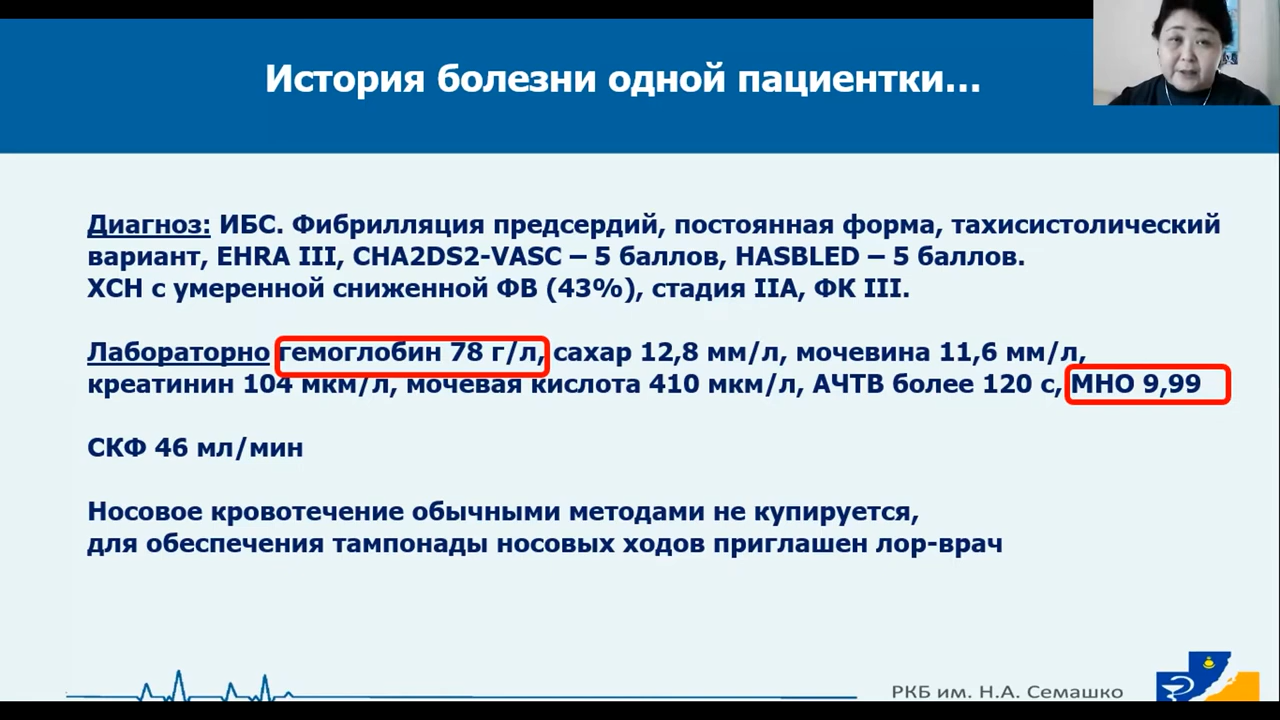 История болезни одной пациентки...
Диагноз: ИБС. Фибрилляция предсердий, постоянная форма, тахисистолический
вариант, EHRA III, CHA2DS2-VASC – 5 баллов, HASBLED – 5 баллов.
ХСН с умеренной сниженной ФВ (43%), стадия IIA, ФК III.
Лабораторно гемоглобин 78 г/л, сахар 12,8 мм/л, мочевина 11,6 мм/л,
креатинин 104 мкм/л, мочевая кислота 410 мкм/л, АЧТВ более 120 с, МНО 9,99
СКФ 46 мл/мин
Носовое кровотечение обычными методами не купируется,
для обеспечения тампонады носовых ходов приглашен лор-врач
РКБ им. Н.А. Семашко